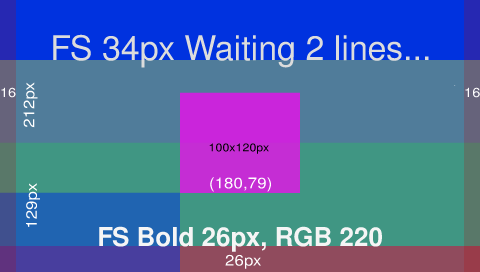 FS 34px Waiting 2 lines...
16
212px
16
100x120px
(180,79)
129px
FS Bold 26px, RGB 220
26px